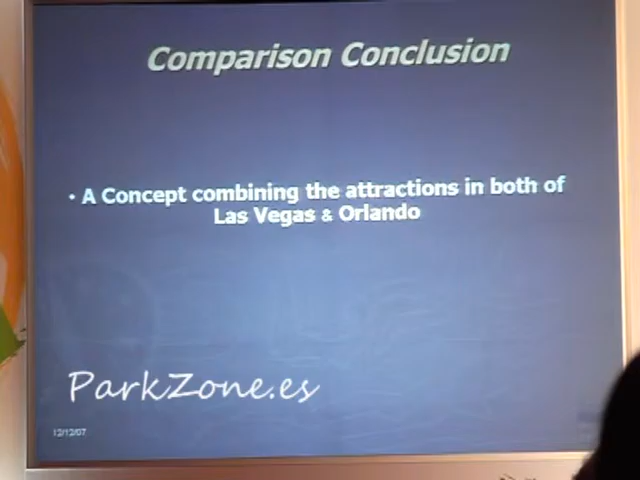 Comparison Conclusion
• A Concept combining the attractions in both of
Las Vegas & Orlando
ParkZone.es
12/12/07